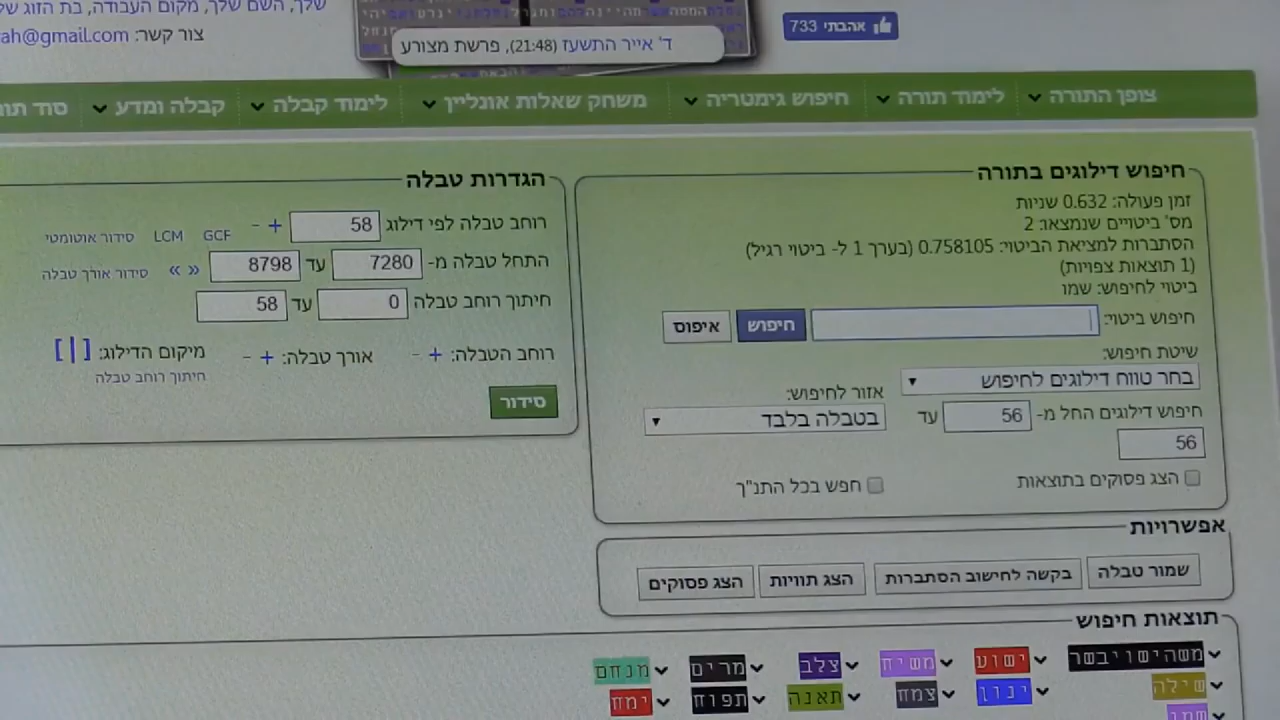 שלך, השם שלך, מקום העבודה, בת הזוג
צור קשר: ah@gmail.com
ד' אייר התשעז (21:48), פרשת מצורע
אהבתי 733
צופן התורה
לימוד תורה
חיפוש גימטריה
משחק שאלות אונליין
לימוד קבלה
קבלה ומדע
סוד
חיפוש דילוגים בתורה
זמן פעולה: 0.632 שניות
מס' ביטויים שנמצאו: 2
הסתברות למציאת הביטוי: 0.758105 (בערך 1 ל- ביטוי רגיל)
(1 תוצאות צפויות)
ביטוי לחיפוש: שמו
חיפוש ביטוי:
חיפוש
איפוס
שיטת חיפוש:
בחר טווח דילוגים לחיפוש
אזור לחיפוש:
בטבלה בלבד
חיפוש דילוגים החל מ- 56 עד
56
הצג פסוקים בתוצאות
חפש בכל התנ"ך
הגדרות טבלה
רוחב טבלה לפי דילוג 58 + -
GCF LCM סידור אוטומטי
התחל טבלה מ- 7280 עד 8798
« » סידור אורך טבלה
חיתוך רוחב טבלה 0 עד 58
רוחב הטבלה: + -
אורך טבלה: + -
מיקום הדילוג: [ | ]
חיתוך רוחב טבלה
סידור
אפשרויות
שמור טבלה
בקשה לחישוב הסתברות
הצג תוויות
הצג פסוקים
תוצאות חיפוש
משהישויבשר
ישוע
משיח
צלב
מרים
מנחם
שילה
ינון
צמח
תאנה
תפוח
ימח
שמו